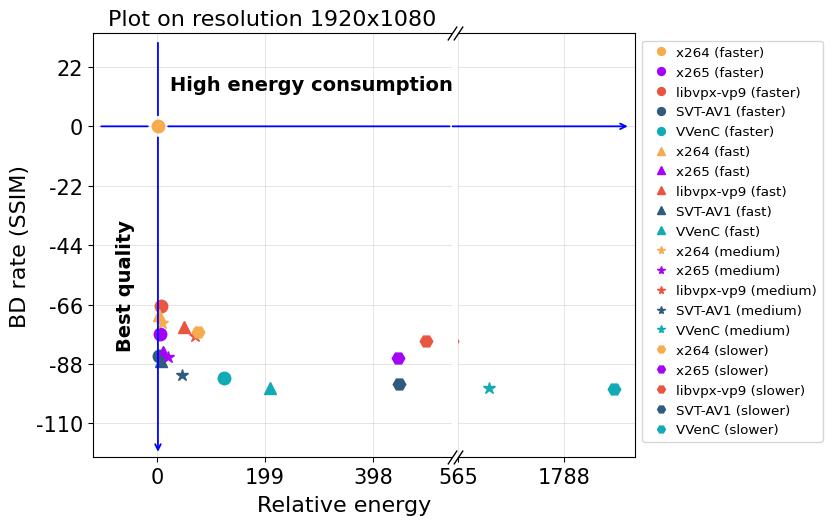 Plot on resolution 1920x1080
High energy consumption
Best quality
BD rate (SSIM)
22
0
-22
-44
-66
-88
-110
0 199 398 565 1788
Relative energy
x264 (faster)
x265 (faster)
libvpx-vp9 (faster)
SVT-AV1 (faster)
VVenC (faster)
x264 (fast)
x265 (fast)
libvpx-vp9 (fast)
SVT-AV1 (fast)
VVenC (fast)
x264 (medium)
x265 (medium)
libvpx-vp9 (medium)
SVT-AV1 (medium)
VVenC (medium)
x264 (slower)
x265 (slower)
libvpx-vp9 (slower)
SVT-AV1 (slower)
VVenC (slower)